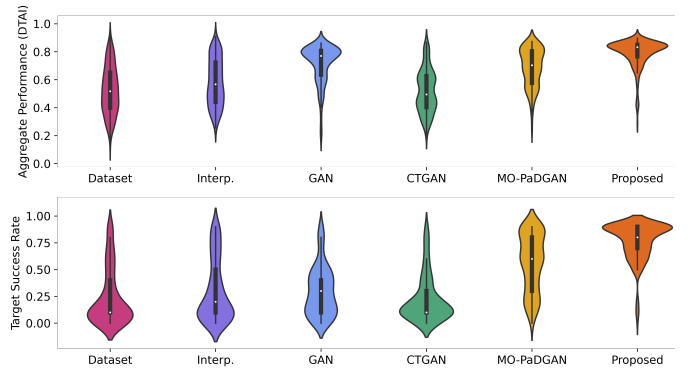 Aggregate Performance (DTAI)
1.0
0.8
0.6
0.4
0.2
0.0
Dataset Interp. GAN CTGAN MO-PaDGAN Proposed
Target Success Rate
1.00
0.75
0.50
0.25
0.00
Dataset Interp. GAN CTGAN MO-PaDGAN Proposed